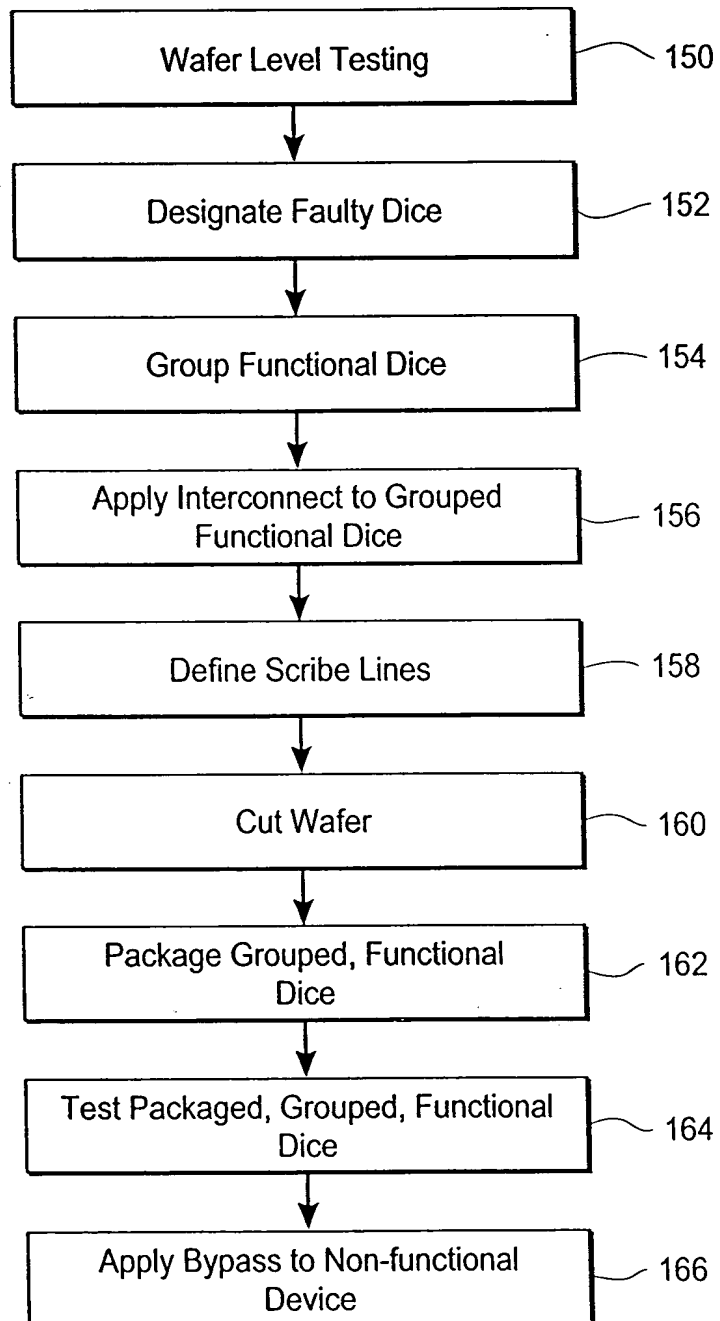 Wafer Level Testing
150
Designate Faulty Dice
152
Group Functional Dice
154
Apply Interconnect to Grouped
Functional Dice
156
Define Scribe Lines
158
Cut Wafer
160
Package Grouped, Functional
Dice
162
Test Packaged, Grouped, Functional
Dice
164
Apply Bypass to Non-functional
Device
166